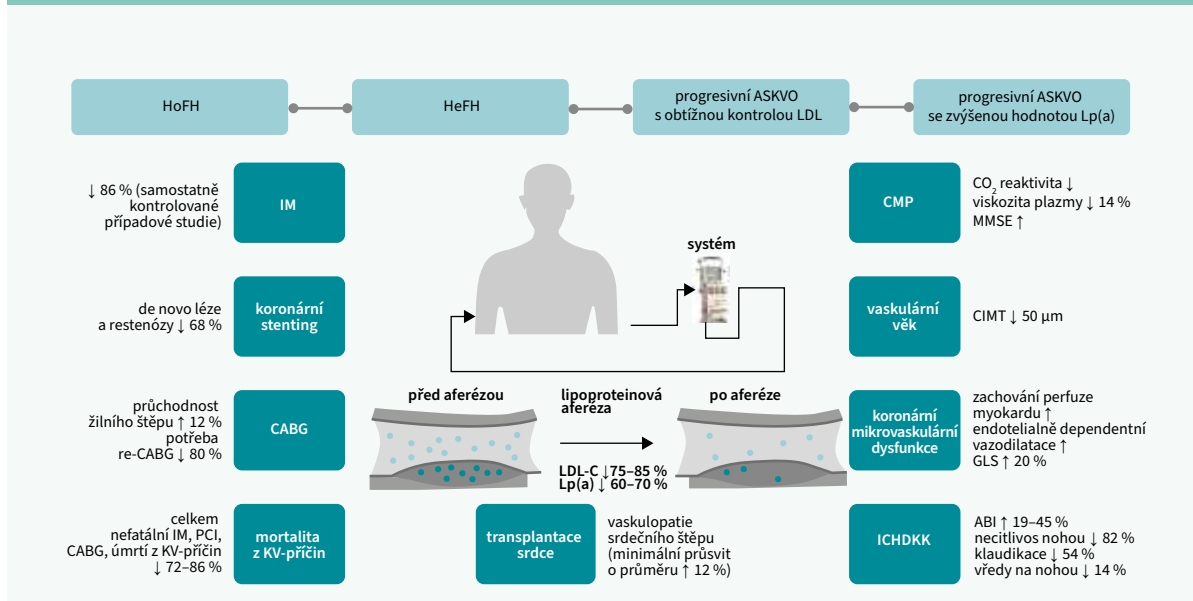 HoFH
HeFH
progresivní ASKVO
s obtížnou kontrolou LDL
progresivní ASKVO
se zvýšenou hodnotou Lp(a)
↓ 86 % (samostatně
kontrolované
případové studie)
IM
CMP
CO₂ reaktivita ↓
viskozita plazmy ↓ 14 %
MMSE ↑
systém
de novo léze
a restenózy ↓ 68 %
koronární
stenting
vaskulární
věk
CIMT ↓ 50 µm
průchodnost
žilního štěpu ↑ 12 %
potřeba
re-CABG ↓ 80 %
CABG
před aferézou
lipoproteinová
aferéza
po aferéze
LDL-C ↓75–85 %
Lp(a) ↓ 60–70 %
koronární
mikrovaskulární
dysfunkce
zachování perfuze
myokardu ↑
endotelialně dependentní
vazodilatace ↑
GLS ↑ 20 %
celkem
nefatální IM, PCI,
CABG, úmrtí z KV-příčin
↓ 72–86 %
mortalita
z KV-příčin
transplantace
srdce
vaskulopatie
srdečního štěpu
(minimální průsvit
o průměru ↑ 12 %)
ICHDKK
ABI ↑ 19–45 %
necitlivos nohou ↓ 82 %
klaudikace ↓ 54 %
vředy na nohou ↓ 14 %